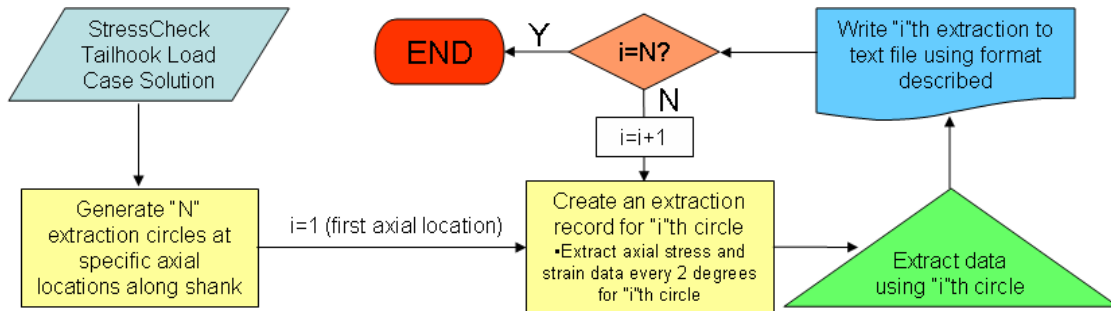 StressCheck
Tailhook Load
Case Solution
Generate "N"
extraction circles at
specific axial
locations along shank
i=1 (first axial location)
Create an extraction
record for "i"th circle
▪Extract axial stress and
strain data every 2 degrees
for "i"th circle
Extract data
using "i"th circle
Write "i"th extraction to
text file using format
described
i=N?
Y
END
N
i=i+1